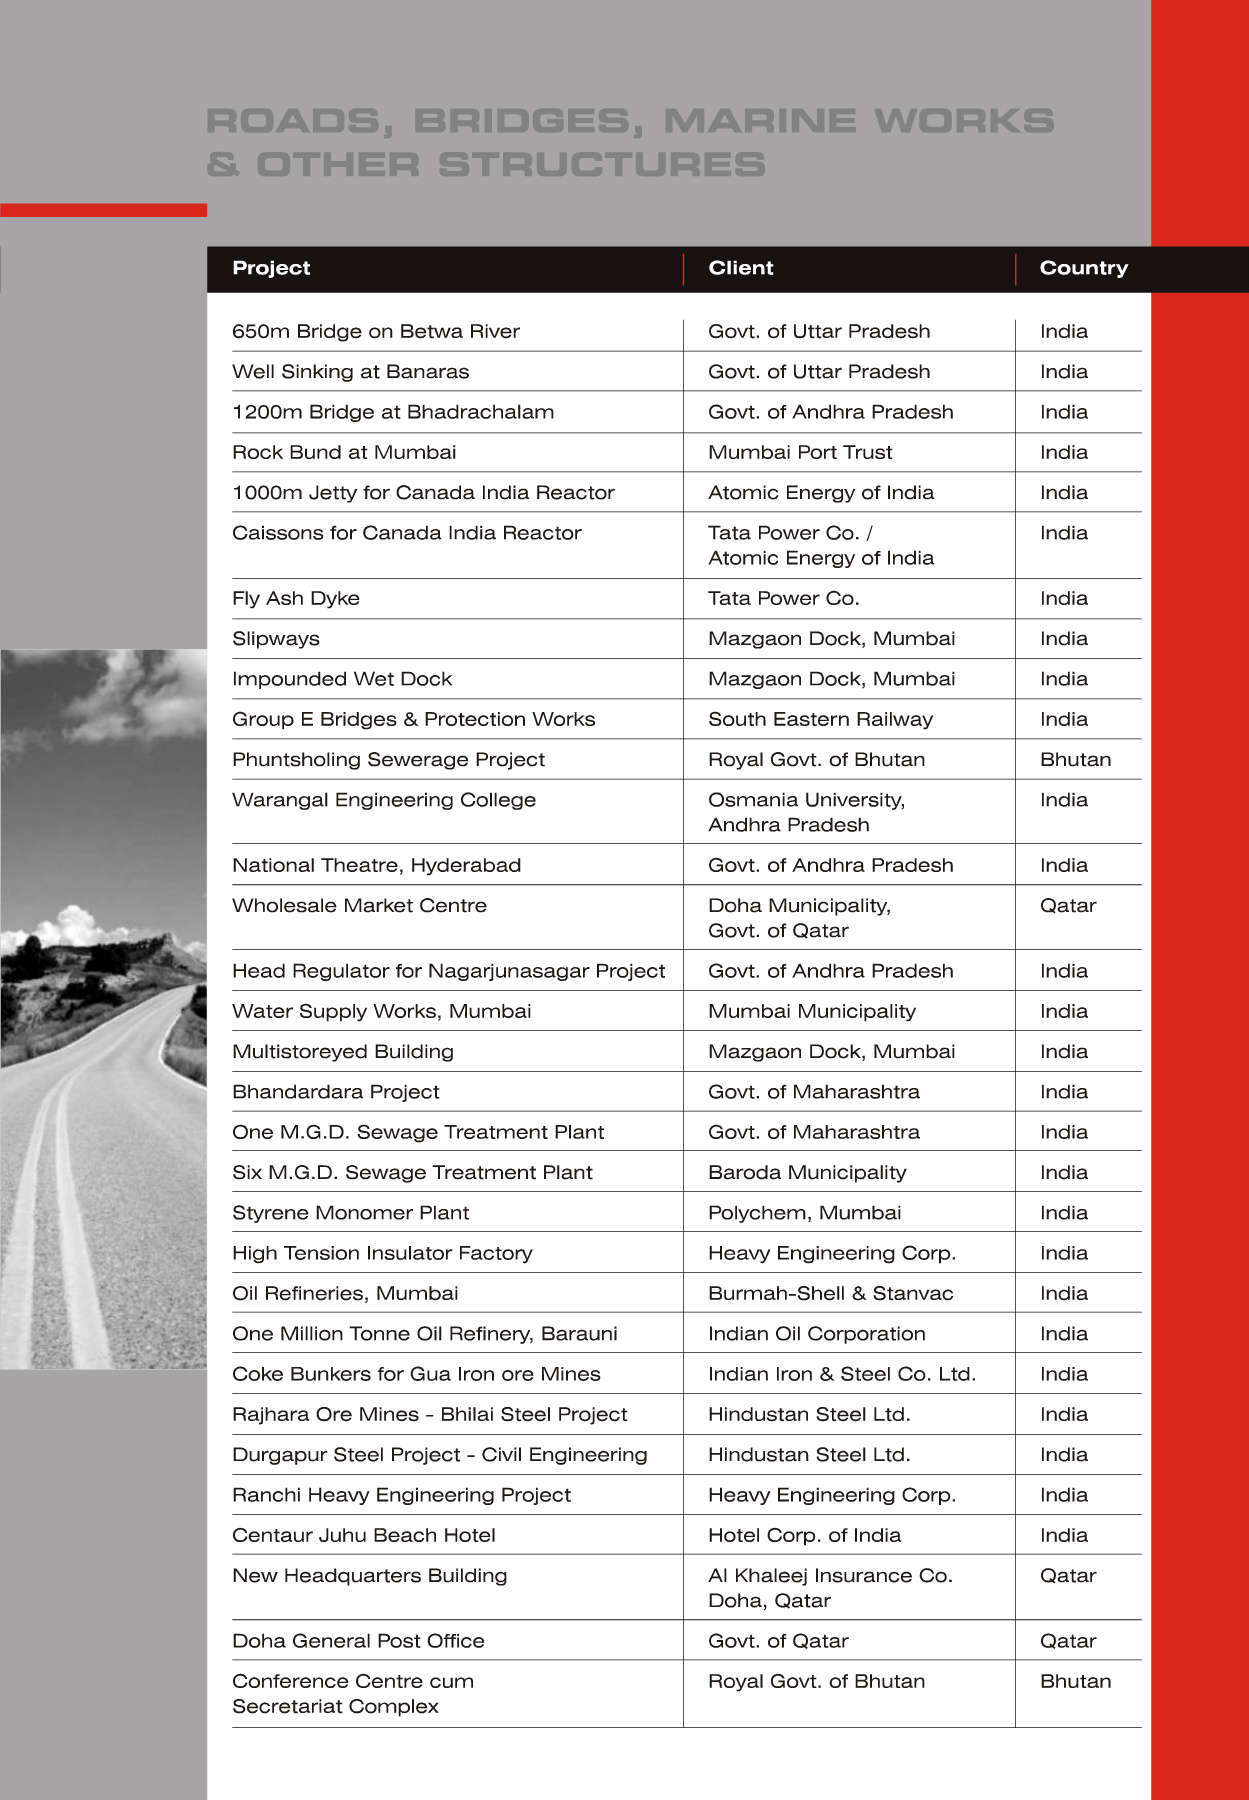 ROADS, BRIDGES, MARINE WORKS
& OTHER STRUCTURES
Project Client Country
650m Bridge on Betwa River Govt. of Uttar Pradesh India
Well Sinking at Banaras Govt. of Uttar Pradesh India
1200m Bridge at Bhadrachalam Govt. of Andhra Pradesh India
Rock Bund at Mumbai Mumbai Port Trust India
1000m Jetty for Canada India Reactor Atomic Energy of India India
Caissons for Canada India Reactor Tata Power Co. / India
Atomic Energy of India
Fly Ash Dyke Tata Power Co. India
Slipways Mazgaon Dock, Mumbai India
Impounded Wet Dock Mazgaon Dock, Mumbai India
Group E Bridges & Protection Works South Eastern Railway India
Phuntsholing Sewerage Project Royal Govt. of Bhutan Bhutan
Warangal Engineering College Osmania University, India
Andhra Pradesh
National Theatre, Hyderabad Govt. of Andhra Pradesh India
Wholesale Market Centre Doha Municipality, Qatar
Govt. of Qatar
Head Regulator for Nagarjunasagar Project Govt. of Andhra Pradesh India
Water Supply Works, Mumbai Mumbai Municipality India
Multistoreyed Building Mazgaon Dock, Mumbai India
Bhandardara Project Govt. of Maharashtra India
One M.G.D. Sewage Treatment Plant Govt. of Maharashtra India
Six M.G.D. Sewage Treatment Plant Baroda Municipality India
Styrene Monomer Plant Polychem, Mumbai India
High Tension Insulator Factory Heavy Engineering Corp. India
Oil Refineries, Mumbai Burmah-Shell & Stanvac India
One Million Tonne Oil Refinery, Barauni Indian Oil Corporation India
Coke Bunkers for Gua Iron ore Mines Indian Iron & Steel Co. Ltd. India
Rajhara Ore Mines - Bhilai Steel Project Hindustan Steel Ltd. India
Durgapur Steel Project - Civil Engineering Hindustan Steel Ltd. India
Ranchi Heavy Engineering Project Heavy Engineering Corp. India
Centaur Juhu Beach Hotel Hotel Corp. of India India
New Headquarters Building Al Khaleej Insurance Co. Qatar
Doha, Qatar
Doha General Post Office Govt. of Qatar Qatar
Conference Centre cum Royal Govt. of Bhutan Bhutan
Secretariat Complex